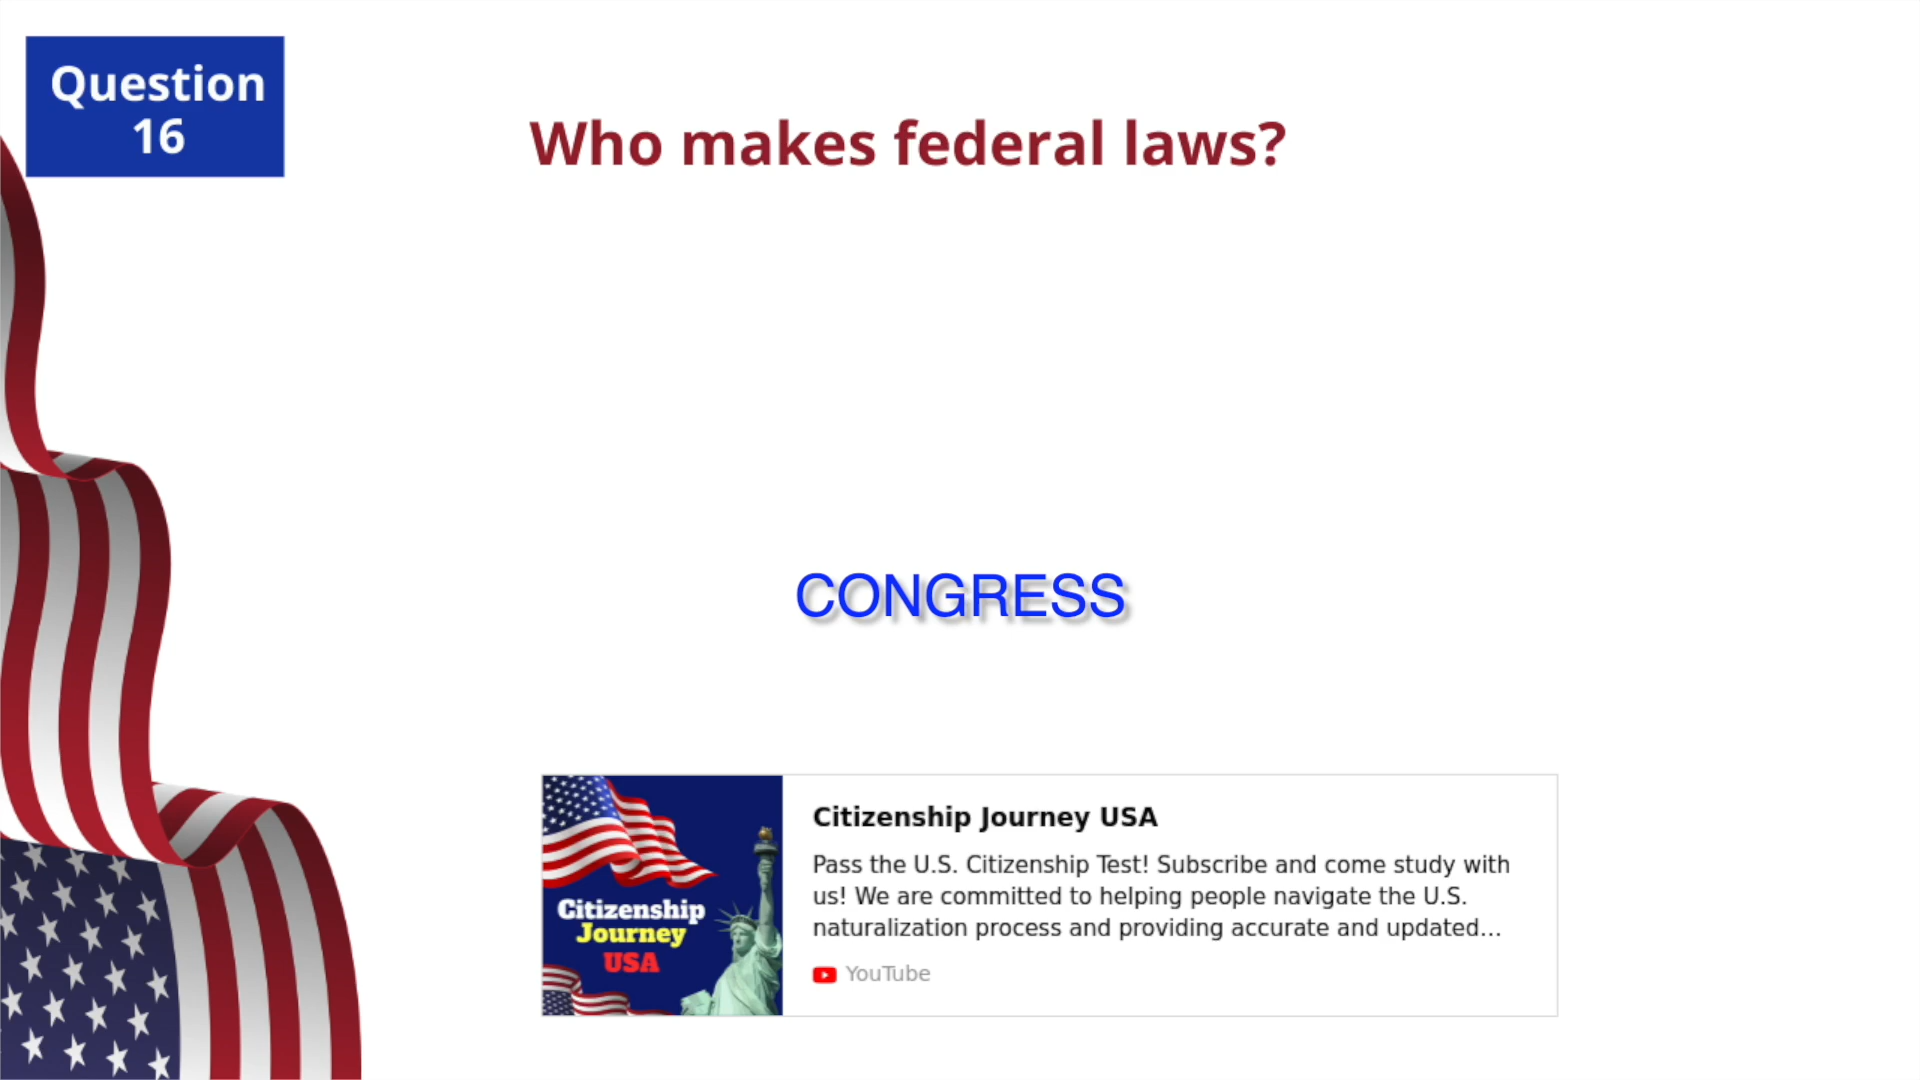 Question
16
Who makes federal laws?
CONGRESS
Citizenship
Journey
USA
Citizenship Journey USA
Pass the U.S. Citizenship Test! Subscribe and come study with
us! We are committed to helping people navigate the U.S.
naturalization process and providing accurate and updated...
YouTube